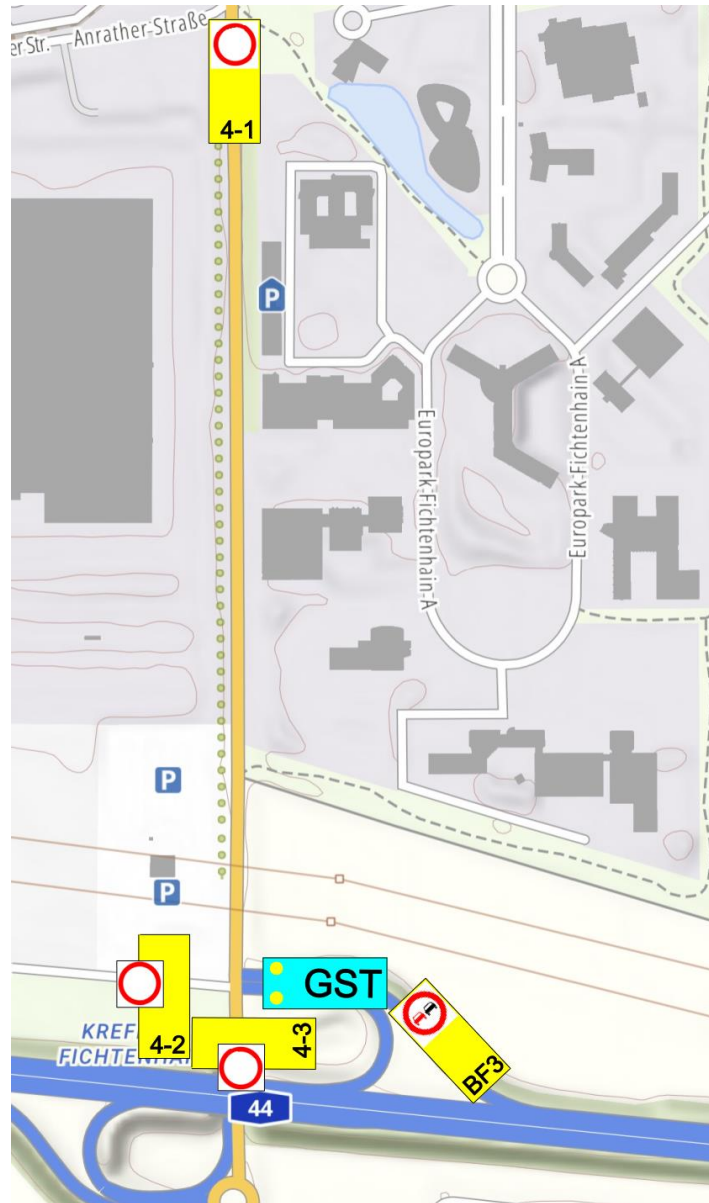 er Str.
Anrather-Straße
4-1
P
Europark-Fichtenhain-A
Europark-Fichtenhain-A
P
P
GST
4-2
4-3
BF3
KREF
FICHTENHA
44